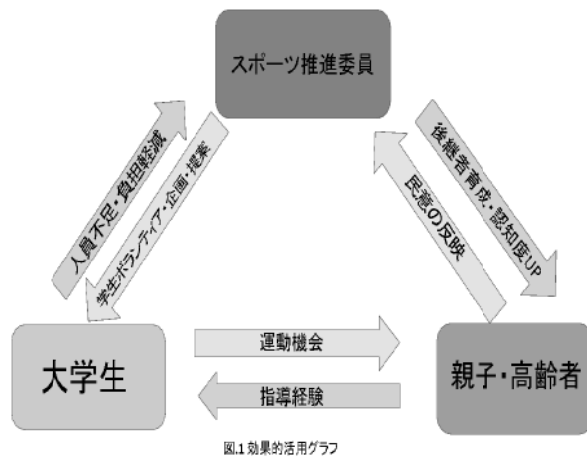 スポーツ推進委員
人員不足・負担軽減
学生ボランティア・企画・提案
民意の反映
後継者育成・認知度UP
大学生
運動機会
指導経験
親子・高齢者
図.1 効果的活用グラフ